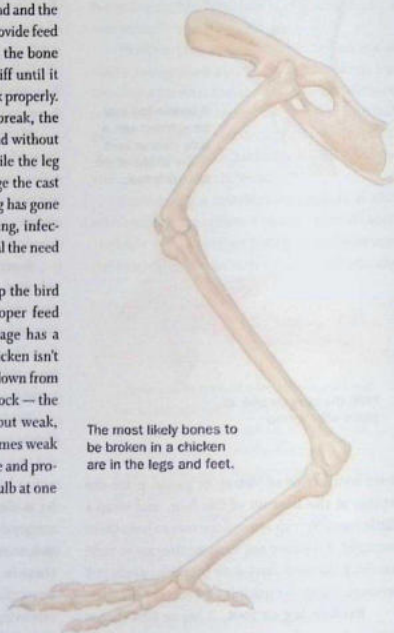 nd and the
ovide feed
the bone
iff until it
properly.
break, the
d without
ile the leg
ge the cast
g has gone
ng, infec-
l the need
p the bird
oper feed
age has a
cken isn't
lown from
ock — the
out weak,
mes weak
e and pro-
ulb at one
The most likely bones to
be broken in a chicken
are in the legs and feet.